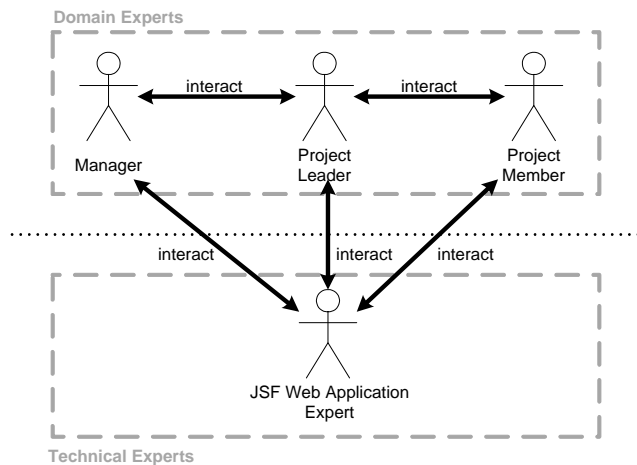 Domain Experts
interact
interact
Manager
Project
Leader
Project
Member
interact
interact
interact
JSF Web Application
Expert
Technical Experts